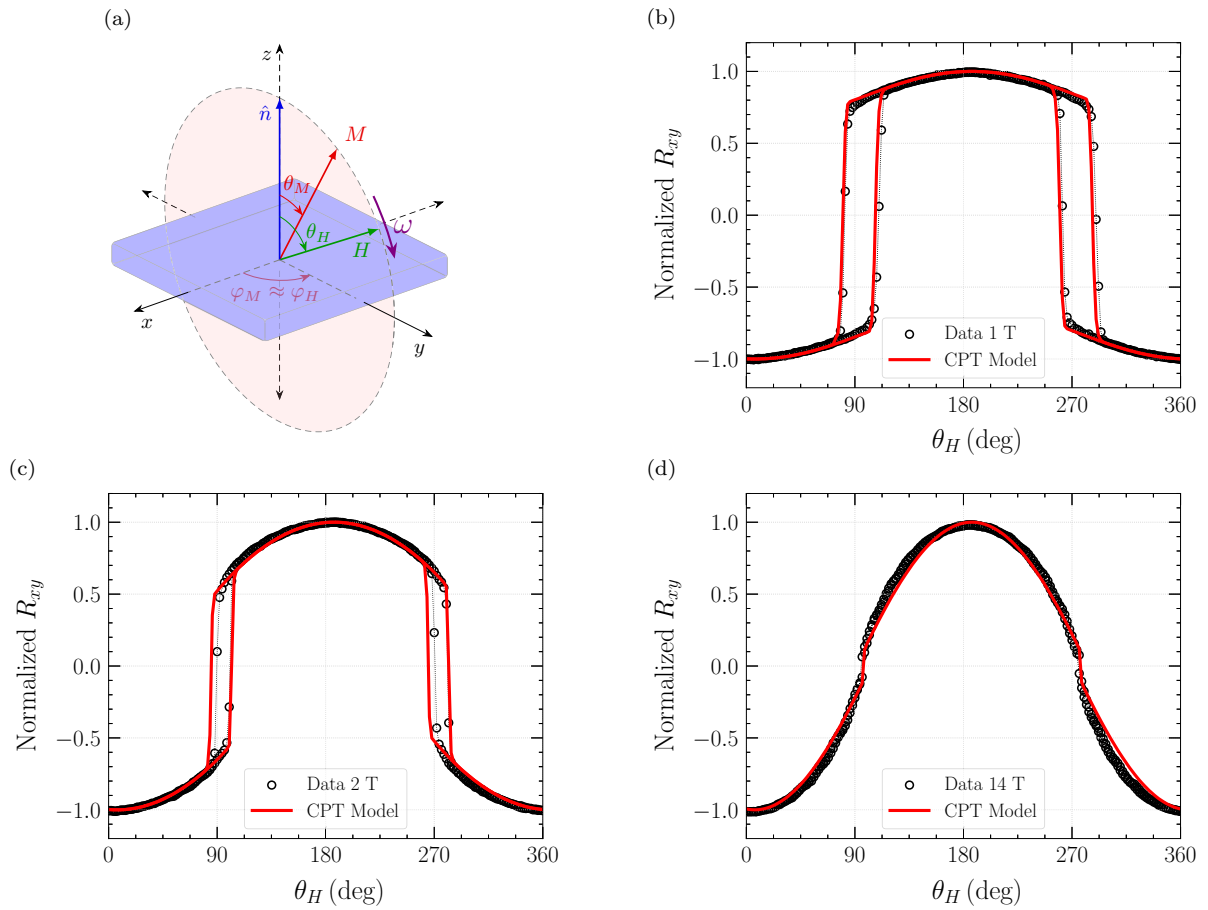 (a)
z
n̂
M
θ_M
θ_H
ω
H
φ_M ≈ φ_H
x
y
(b)
Normalized R_xy
1.0
0.5
0.0
−0.5
−1.0
Data 1 T
CPT Model
0 90 180 270 360
θ_H (deg)
(c)
Normalized R_xy
1.0
0.5
0.0
−0.5
−1.0
Data 2 T
CPT Model
0 90 180 270 360
θ_H (deg)
(d)
Normalized R_xy
1.0
0.5
0.0
−0.5
−1.0
Data 14 T
CPT Model
0 90 180 270 360
θ_H (deg)